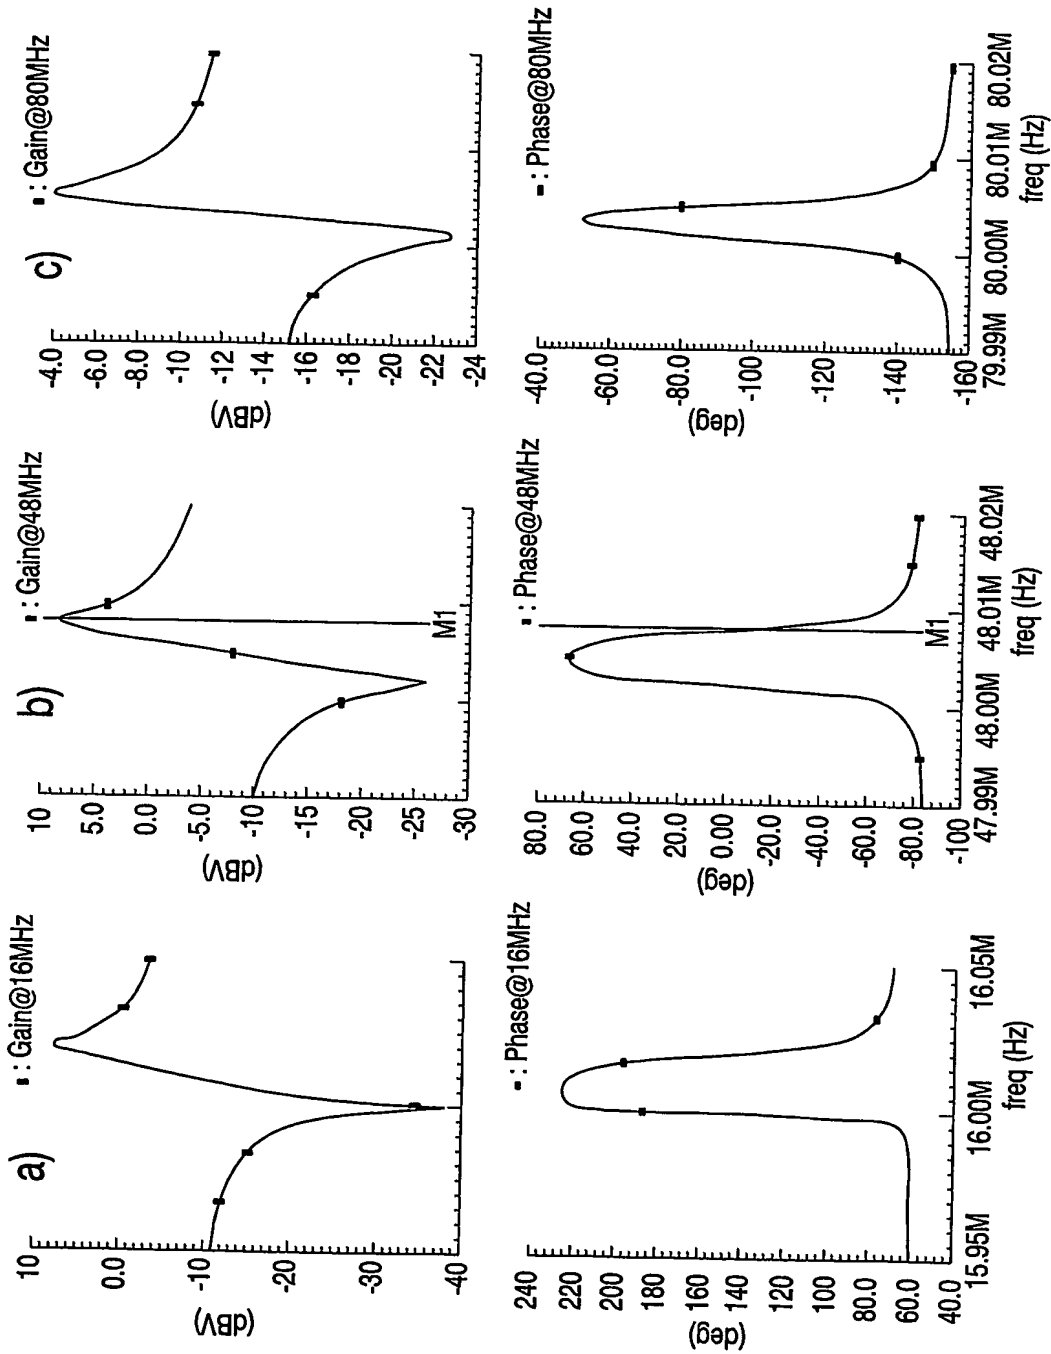 a)
: Gain@16MHz
10
0.0
-10
-20
-30
-40
(dBV)
: Phase@16MHz
240
220
180
160
140
120
100
80.0
60.0
40.0
(deg)
15.95M 16.00M 16.05M
freq (Hz)
b)
: Gain@48MHz
10
5.0
0.0
-5.0
-10
-15
-20
-25
-30
(dBV)
M1
: Phase@48MHz
80.0
60.0
40.0
20.0
0.00
-20.0
-40.0
-60.0
-80.0
-100
(deg)
M1
47.99M 48.00M 48.01M 48.02M
freq (Hz)
c)
: Gain@80MHz
-4.0
-6.0
-8.0
-10
-12
-14
-16
-18
-20
-22
-24
(dBV)
: Phase@80MHz
-40.0
-60.0
-80.0
-100
-120
-140
-160
(deg)
79.99M 80.00M 80.01M 80.02M
freq (Hz)